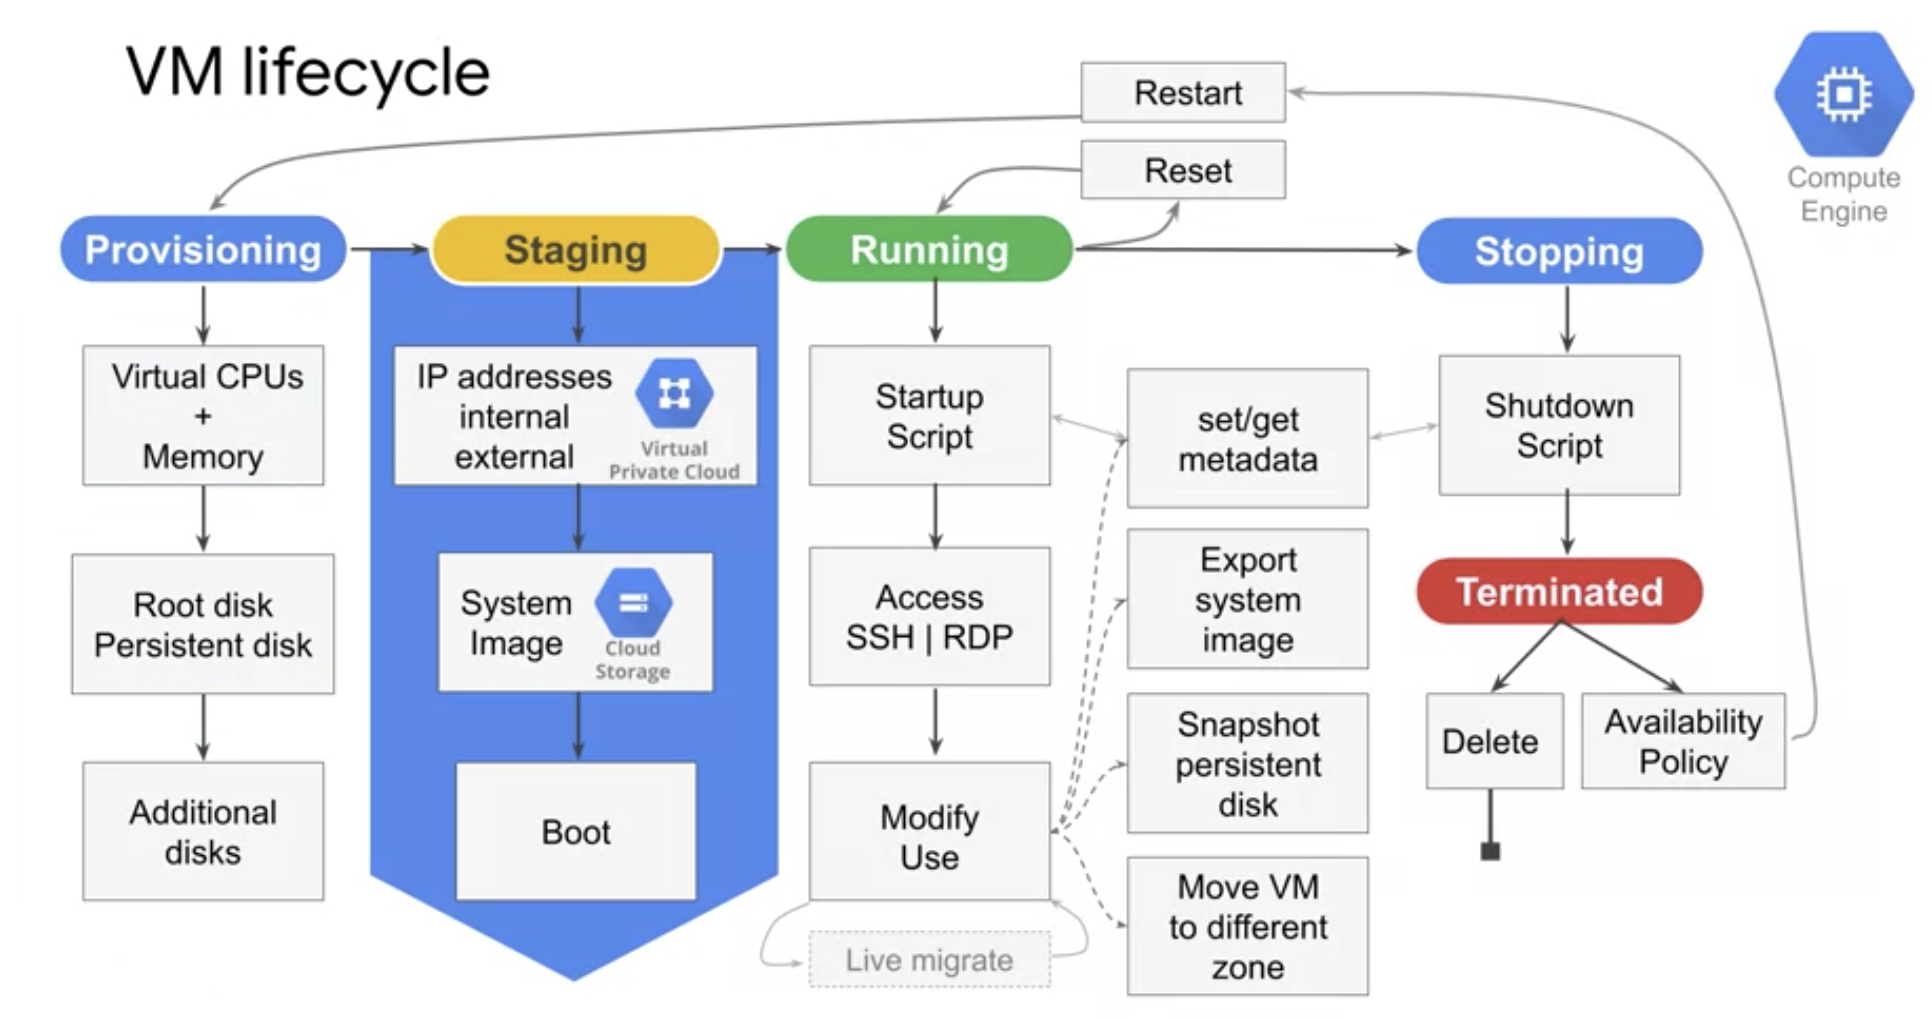 VM lifecycle
Restart
Reset
Compute
Engine
Provisioning
Staging
Running
Stopping
Virtual CPUs
+
Memory
Root disk
Persistent disk
Additional
disks
IP addresses
internal
external
Virtual
Private Cloud
System
Image
Cloud
Storage
Boot
Startup
Script
Access
SSH | RDP
Modify
Use
Live migrate
set/get
metadata
Export
system
image
Snapshot
persistent
disk
Move VM
to different
zone
Shutdown
Script
Terminated
Delete
Availability
Policy